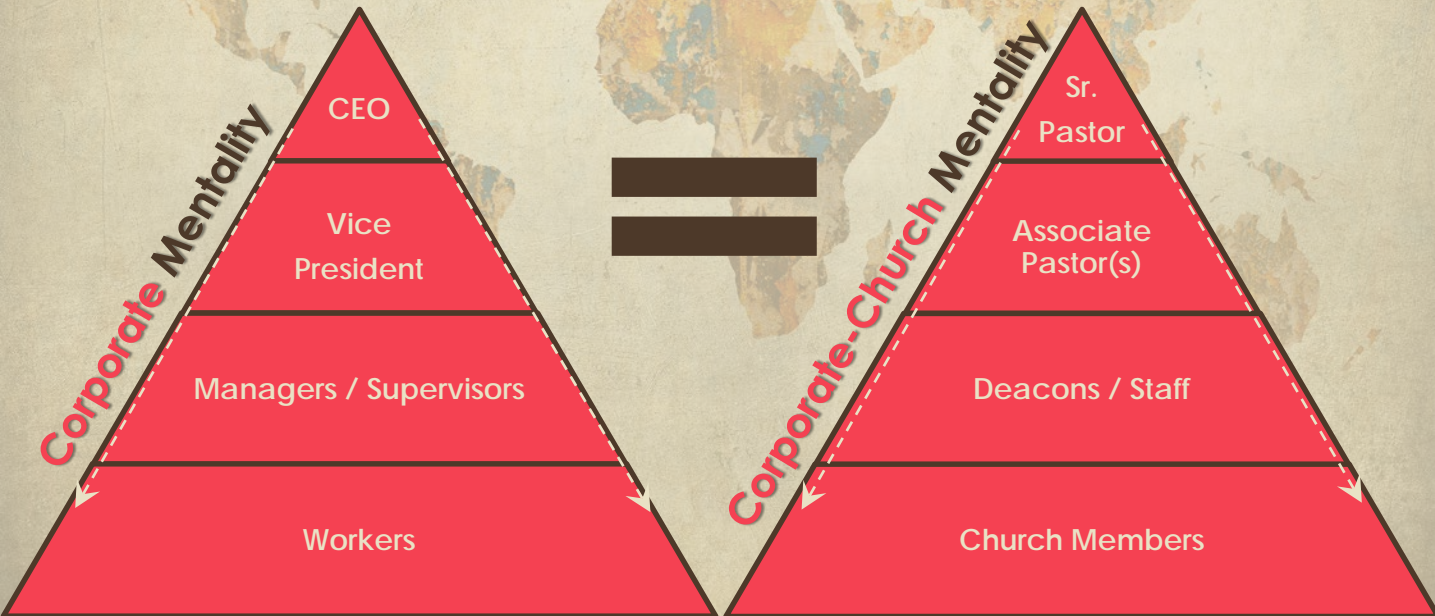 Corporate Mentality
CEO
Vice
President
Managers / Supervisors
Workers
Corporate-Church Mentality
Sr.
Pastor
Associate
Pastor(s)
Deacons / Staff
Church Members